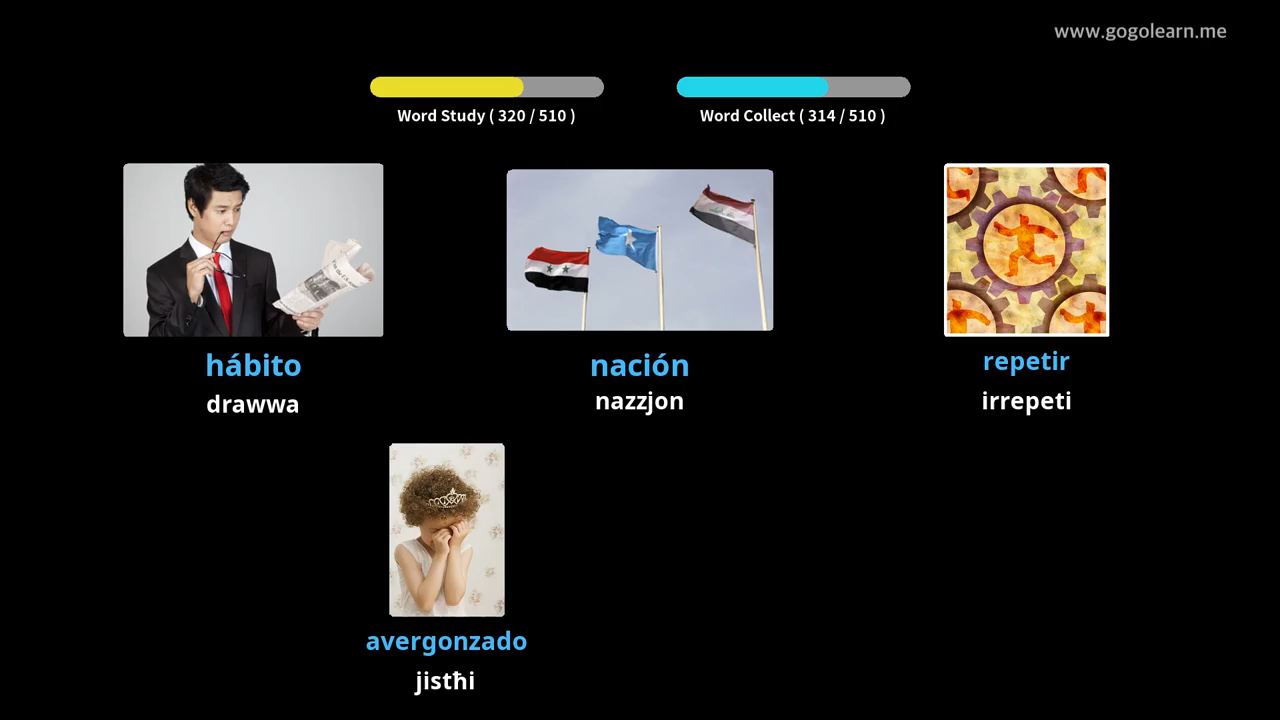 www.gogolearn.me
Word Study ( 320 / 510 )
Word Collect ( 314 / 510 )
hábito
drawwa
nación
nazzjon
repetir
irrepeti
avergonzado
jistħi